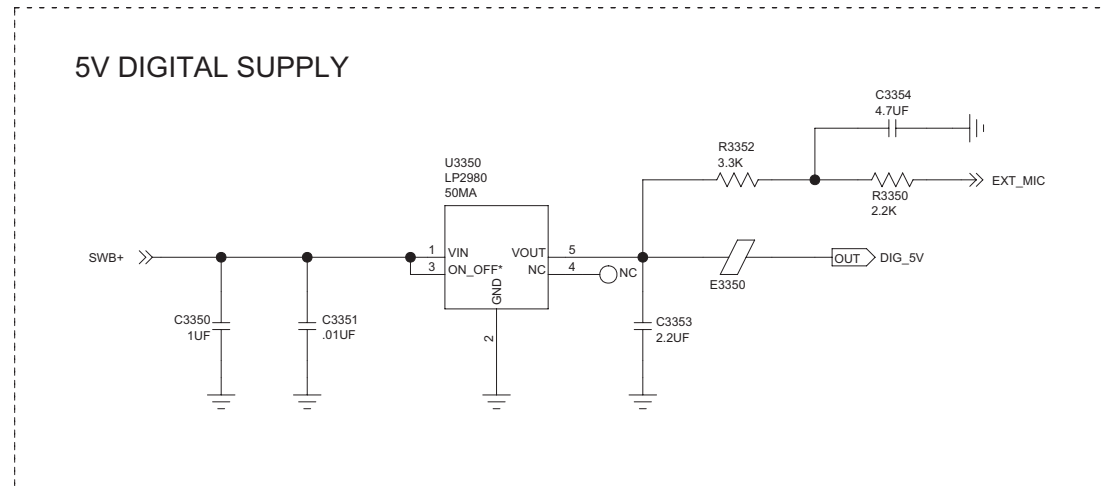 5V DIGITAL SUPPLY
C3354
4.7UF
R3352
3.3K
U3350
LP2980
50MA
EXT_MIC
R3350
2.2K
SWB+
1
VIN
VOUT
5
3
ON_OFF*
NC
4
NC
GND
2
OUT
DIG_5V
E3350
C3350
1UF
C3351
.01UF
C3353
2.2UF